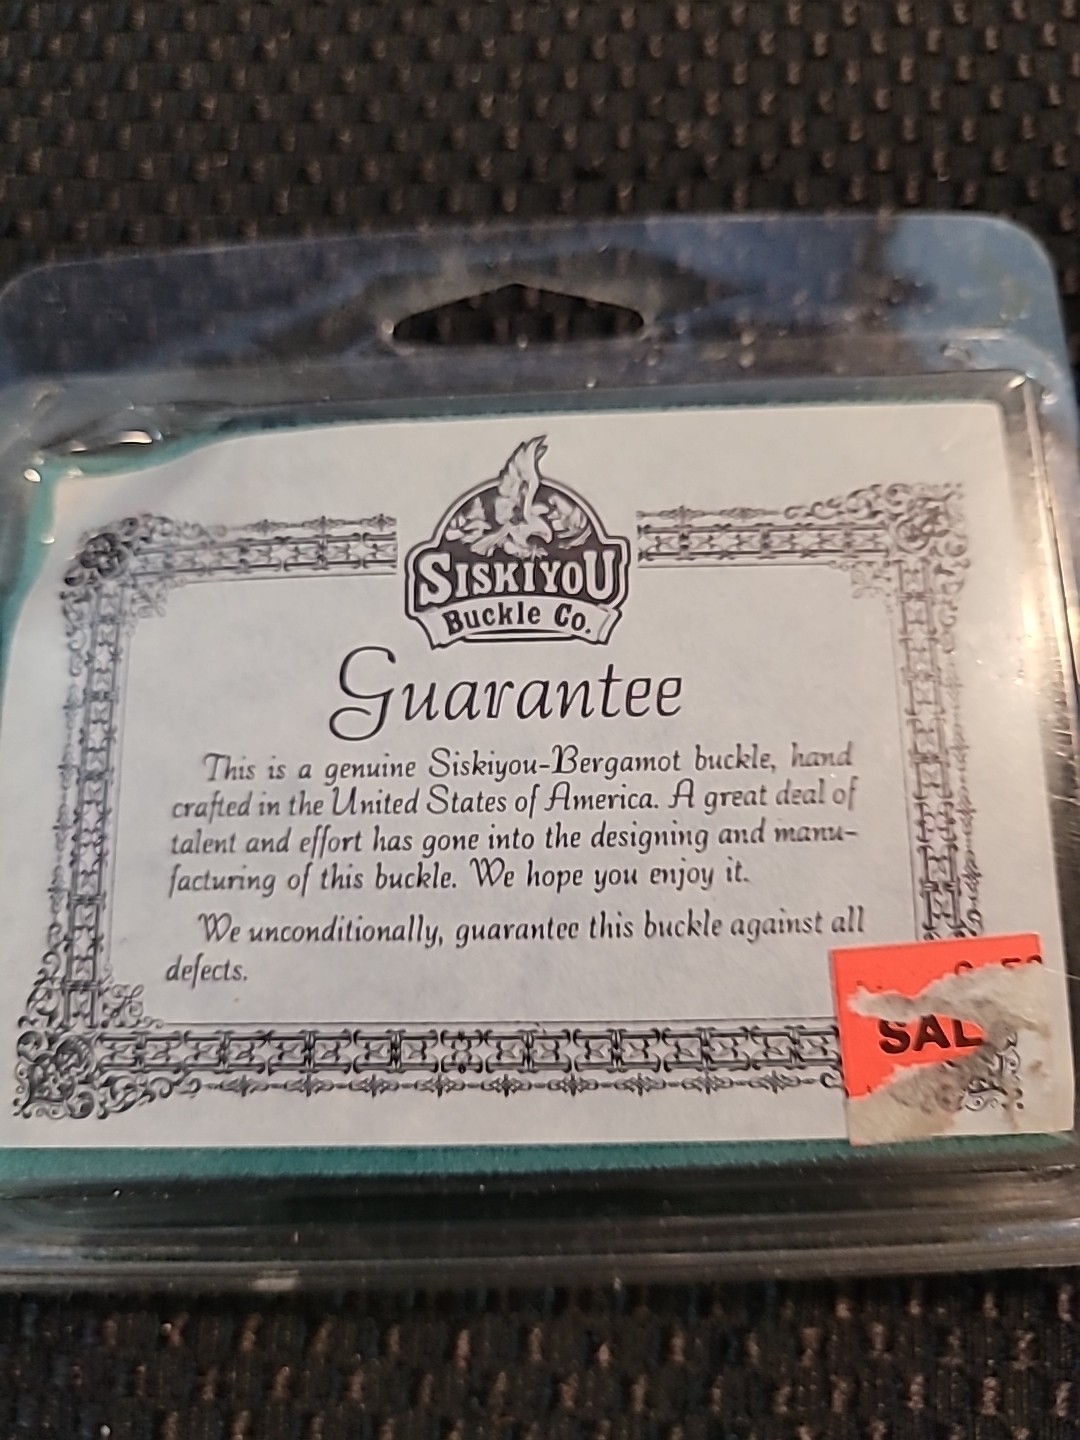 SISKIYOU
Buckle Co.
Guarantee
This is a genuine Siskiyou-Bergamot buckle, hand
crafted in the United States of America. A great deal of
talent and effort has gone into the designing and manu-
facturing of this buckle. We hope you enjoy it.
We unconditionally, guarantee this buckle against all
defects.
SAL